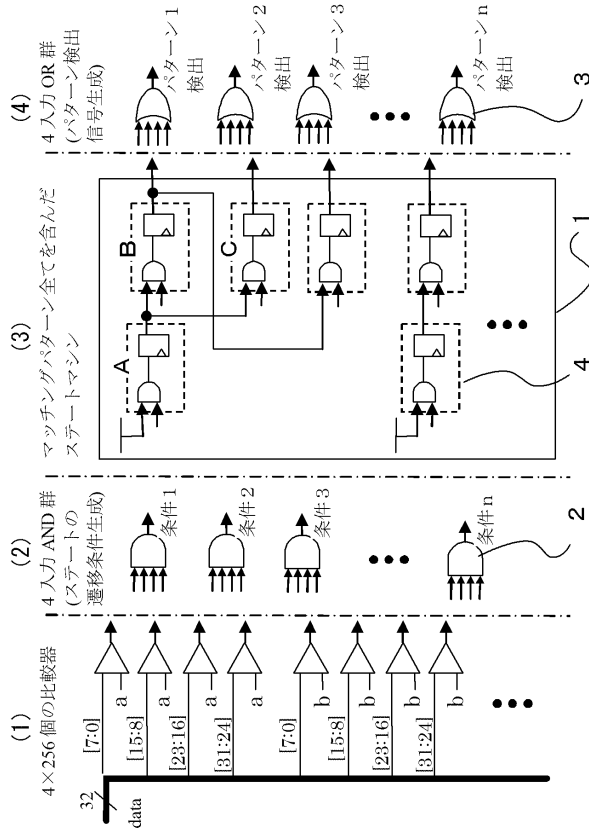 (1)
4×256 個の比較器
(2)
4 入力 AND 群
(ステートの
遷移条件生成)
(3)
マッチングパターン全てを含んだ
ステートマシン
(4)
4 入力 OR 群
(パターン検出
信号生成)
32
data
[7:0]
a
[15:8]
a
[23:16]
a
[31:24]
a
[7:0]
b
[15:8]
b
[23:16]
b
[31:24]
b
条件 1
条件 2
条件 3
条件 n
2
A
B
C
4
1
パターン 1
検出
パターン 2
検出
パターン 3
検出
パターン n
検出
3